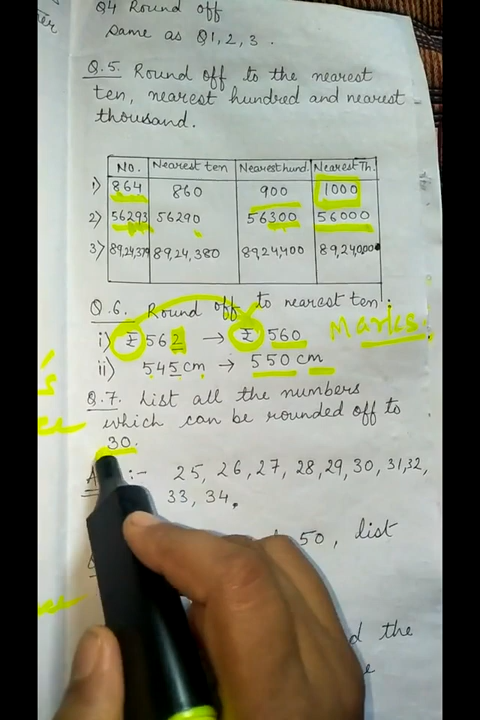 Q4 Round off
Same as Q1, 2, 3 .
Q.5. Round off to the nearest
ten, nearest hundred and nearest
thousand.
No. Nearest ten Nearest hund. Nearest Th.
1) 864 860 900 1000
2) 56293 56290 56300 56000
3) 89,24,379 89,24,380 89,24,400 89,24,000
Q.6. Round off to nearest ten:
i) ₹ 562 → ₹ 560 Marks
ii) 545 cm → 550 cm
Q.7. List all the numbers
which can be rounded off to
30.
:- 25, 26, 27, 28, 29, 30, 31, 32,
33, 34.
50, list
the